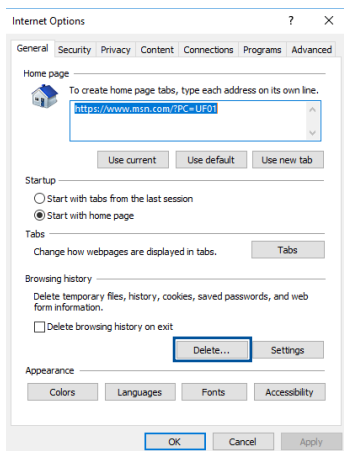 Internet Options ? X
General Security Privacy Content Connections Programs Advanced
Home page
To create home page tabs, type each address on its own line.
https://www.msn.com/?PC=UF01
Use current Use default Use new tab
Startup
Start with tabs from the last session
Start with home page
Tabs
Change how webpages are displayed in tabs. Tabs
Browsing history
Delete temporary files, history, cookies, saved passwords, and web
form information.
Delete browsing history on exit
Delete... Settings
Appearance
Colors Languages Fonts Accessibility
OK Cancel Apply